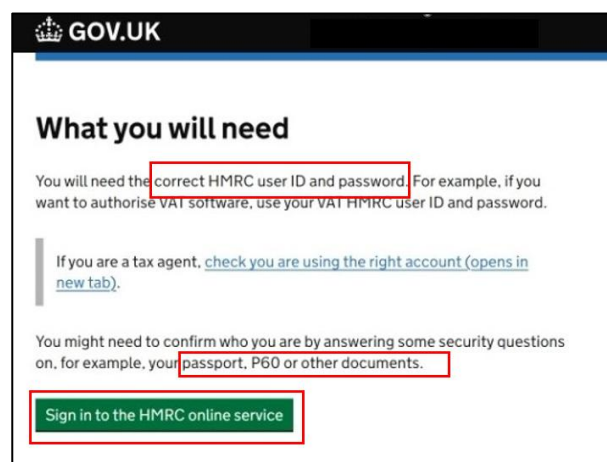 GOV.UK
What you will need
You will need the correct HMRC user ID and password. For example, if you
want to authorise VAT software, use your VAT HMRC user ID and password.
If you are a tax agent, check you are using the right account (opens in
new tab).
You might need to confirm who you are by answering some security questions
on, for example, your passport, P60 or other documents.
Sign in to the HMRC online service